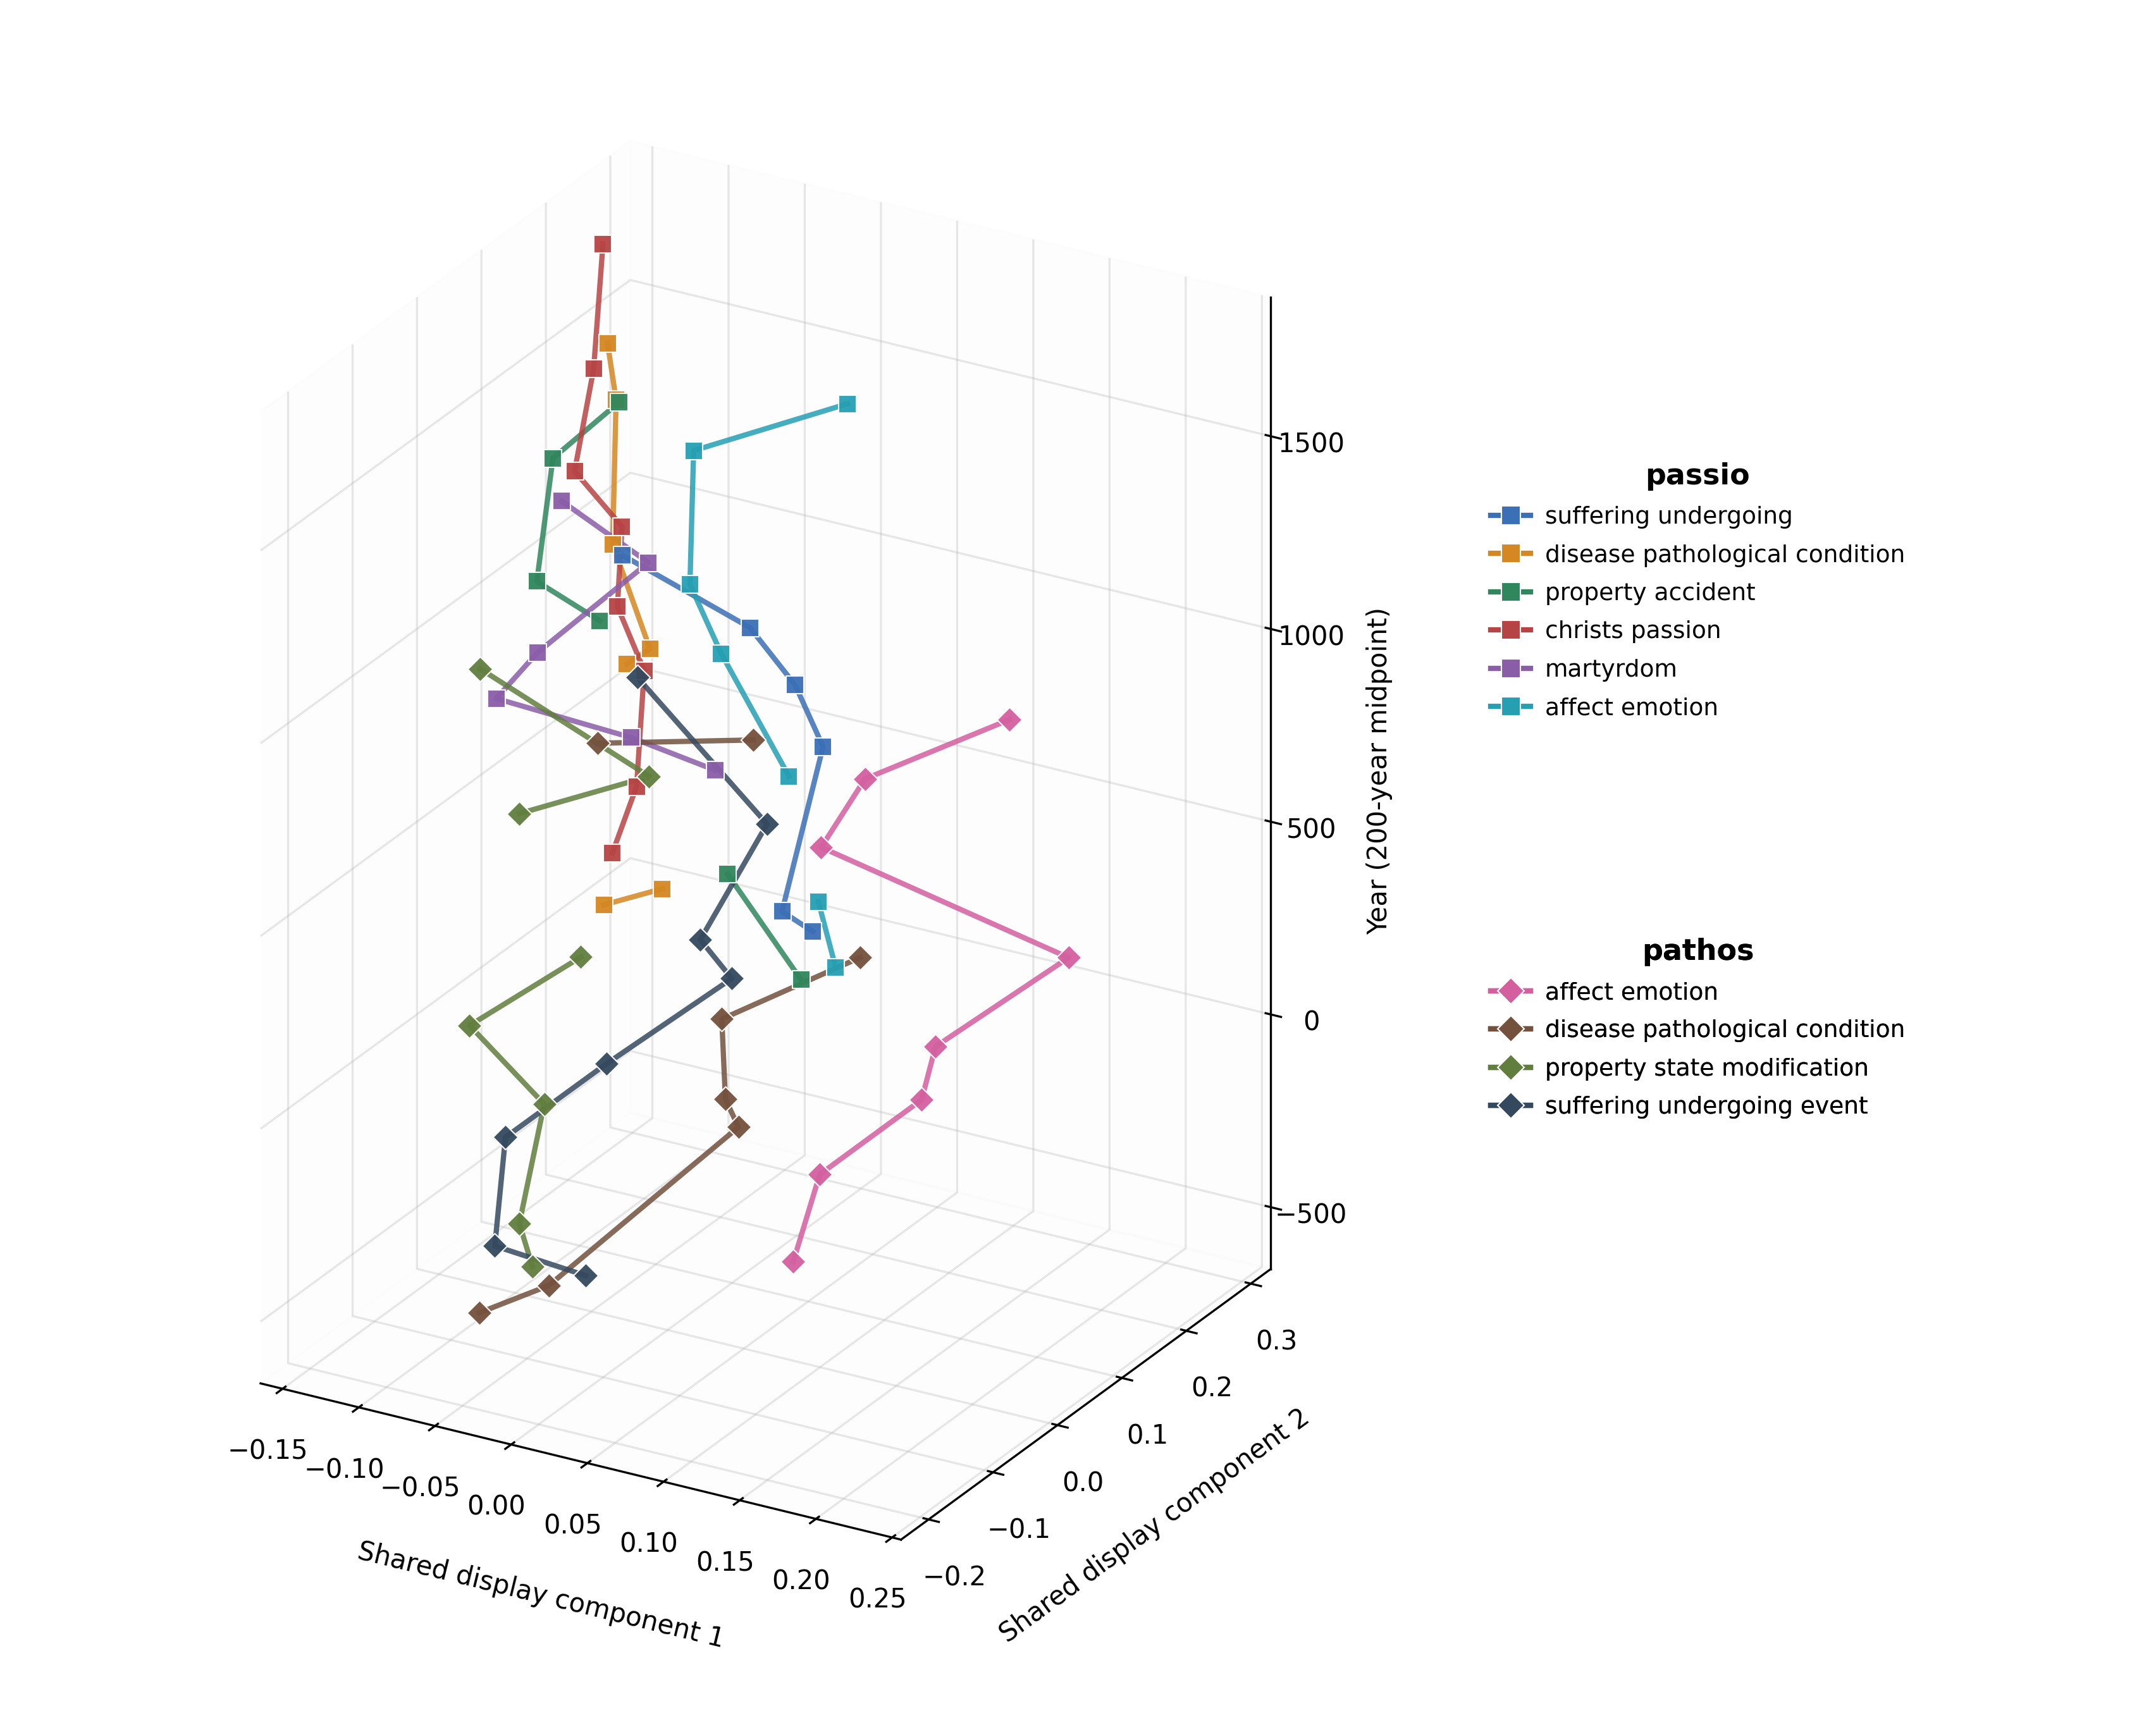 1500
1000
500
0
−500
Year (200-year midpoint)
0.3
0.2
0.1
0.0
−0.1
−0.2
Shared display component 2
−0.15
−0.10
−0.05
0.00
0.05
0.10
0.15
0.20
0.25
Shared display component 1
passio
suffering undergoing
disease pathological condition
property accident
christs passion
martyrdom
affect emotion
pathos
affect emotion
disease pathological condition
property state modification
suffering undergoing event